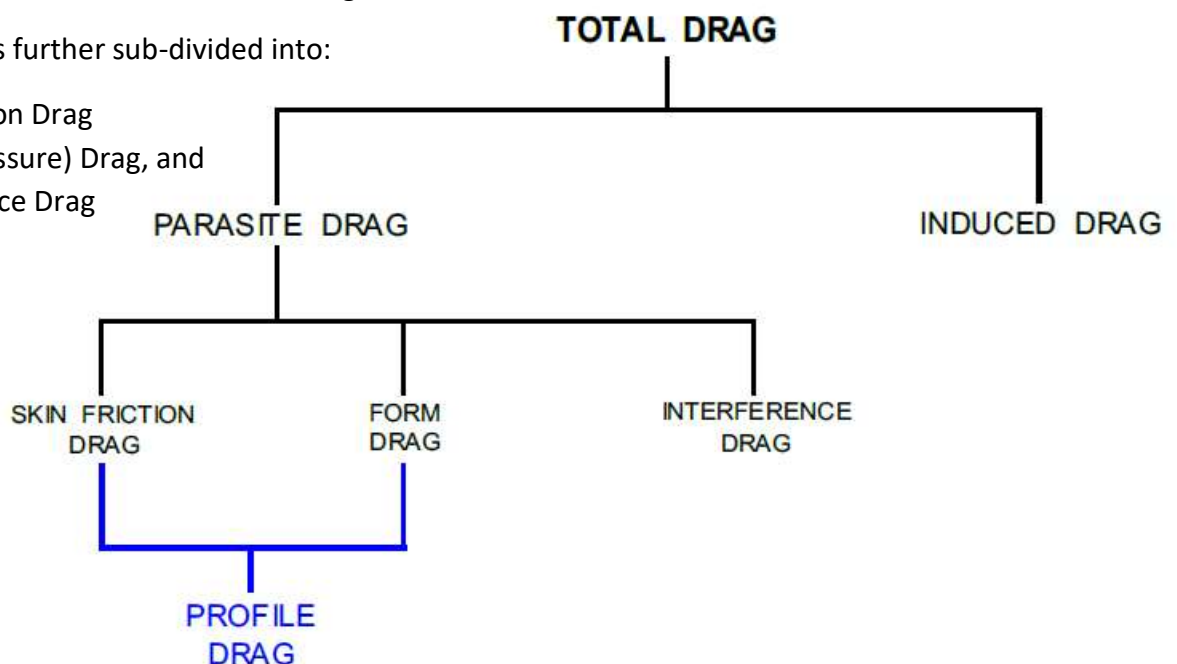 TOTAL DRAG
s further sub-divided into:
on Drag
ssure) Drag, and
ce Drag
PARASITE DRAG
INDUCED DRAG
SKIN FRICTION
DRAG
FORM
DRAG
INTERFERENCE
DRAG
PROFILE
DRAG